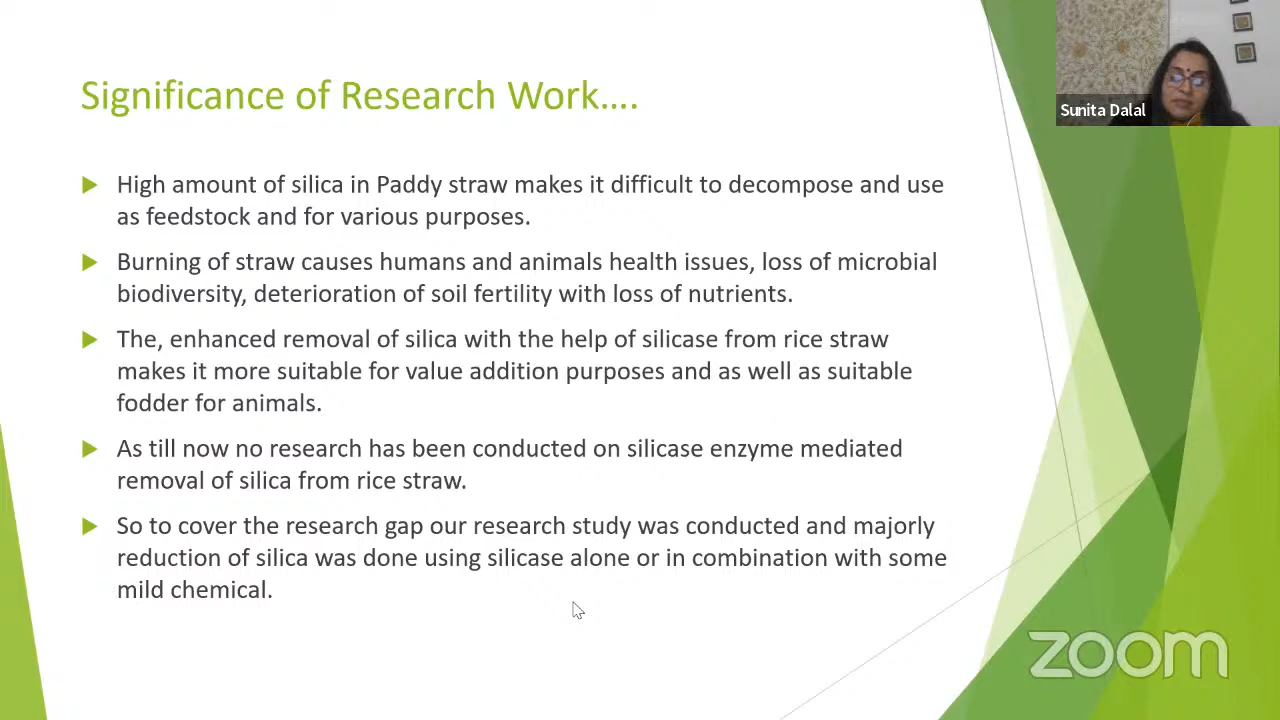 Significance of Research Work....
Sunita Dalal
High amount of silica in Paddy straw makes it difficult to decompose and use
as feedstock and for various purposes.
Burning of straw causes humans and animals health issues, loss of microbial
biodiversity, deterioration of soil fertility with loss of nutrients.
The, enhanced removal of silica with the help of silicase from rice straw
makes it more suitable for value addition purposes and as well as suitable
fodder for animals.
As till now no research has been conducted on silicase enzyme mediated
removal of silica from rice straw.
So to cover the research gap our research study was conducted and majorly
reduction of silica was done using silicase alone or in combination with some
mild chemical.
zoom